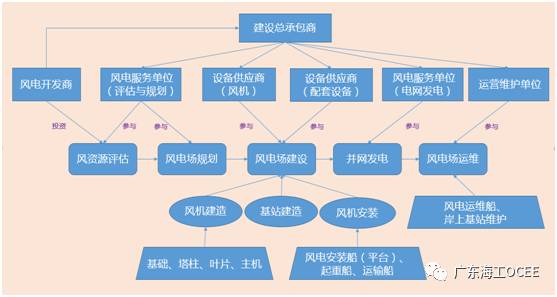 建设总承包商
风电开发商
风电服务单位
（评估与规划）
设备供应商
（风机）
设备供应商
（配套设备）
风电服务单位
（电网发电）
运营维护单位
投资
参与
参与
参与
参与
参与
参与
风资源评估
风电场规划
风电场建设
并网发电
风电场运维
风机建造
基站建造
风机安装
风电运维船、
岸上基站维护
基础、塔柱、叶片、主机
风电安装船（平台）、
起重船、运输船
广东海工OCEE